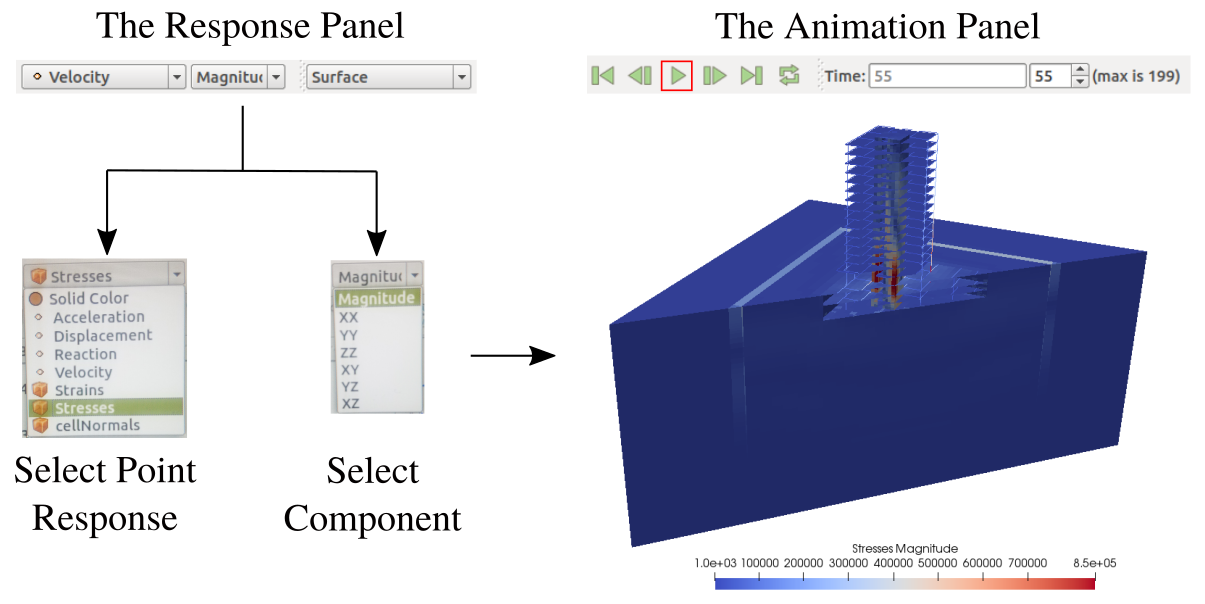 The Response Panel
The Animation Panel
Velocity
Magnituc
Surface
Time: 55 55 (max is 199)
Stresses
Solid Color
Acceleration
Displacement
Reaction
Velocity
Strains
Stresses
cellNormals
Magnituc
Magnitude
XX
YY
ZZ
XY
YZ
XZ
Select Point
Response
Select
Component
Stresses Magnitude
1.0e+03 100000 200000 300000 400000 500000 600000 700000 8.5e+05